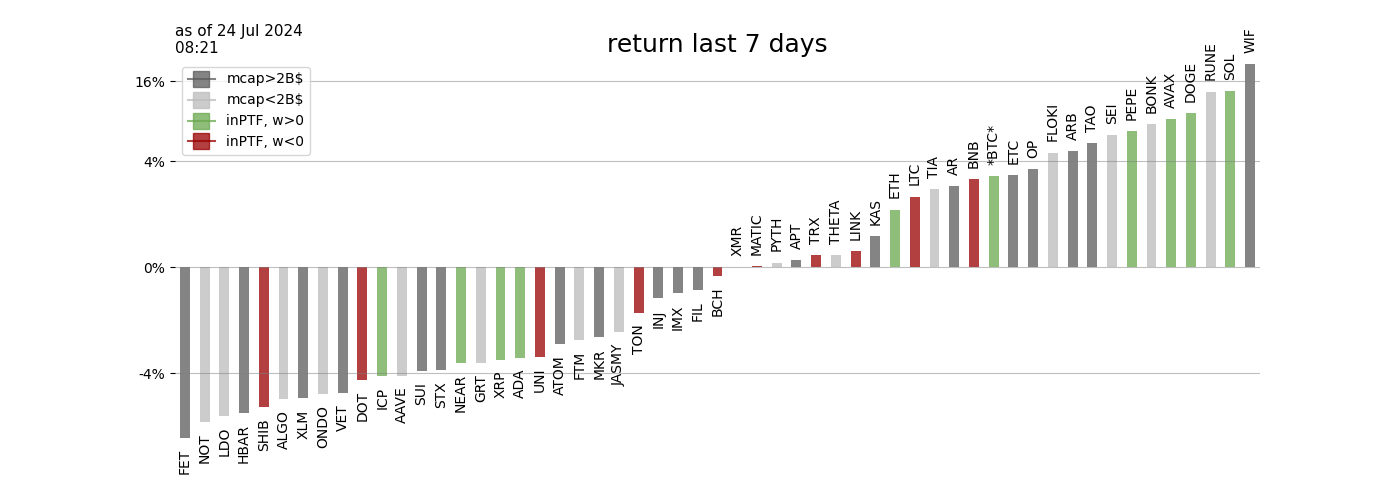 as of 24 Jul 2024
08:21
return last 7 days
mcap>2B$
mcap<2B$
inPTF, w>0
inPTF, w<0
16%
4%
0%
-4%
FET
NOT
LDO
HBAR
SHIB
ALGO
XLM
ONDO
VET
DOT
ICP
AAVE
SUI
STX
NEAR
GRT
XRP
ADA
UNI
ATOM
FTM
MKR
JASMY
TON
INJ
IMX
FIL
BCH
XMR
MATIC
PYTH
APT
TRX
THETA
LINK
KAS
ETH
LTC
TIA
AR
BNB
*BTC*
ETC
OP
FLOKI
ARB
TAO
SEI
PEPE
BONK
AVAX
DOGE
RUNE
SOL
WIF